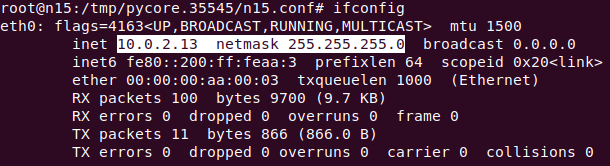 root@n15:/tmp/pycore.35545/n15.conf# ifconfig
eth0: flags=4163<UP,BROADCAST,RUNNING,MULTICAST>  mtu 1500
        inet 10.0.2.13  netmask 255.255.255.0  broadcast 0.0.0.0
        inet6 fe80::200:ff:feaa:3  prefixlen 64  scopeid 0x20<link>
        ether 00:00:00:aa:00:03  txqueuelen 1000  (Ethernet)
        RX packets 100  bytes 9700 (9.7 KB)
        RX errors 0  dropped 0  overruns 0  frame 0
        TX packets 11  bytes 866 (866.0 B)
        TX errors 0  dropped 0 overruns 0  carrier 0  collisions 0